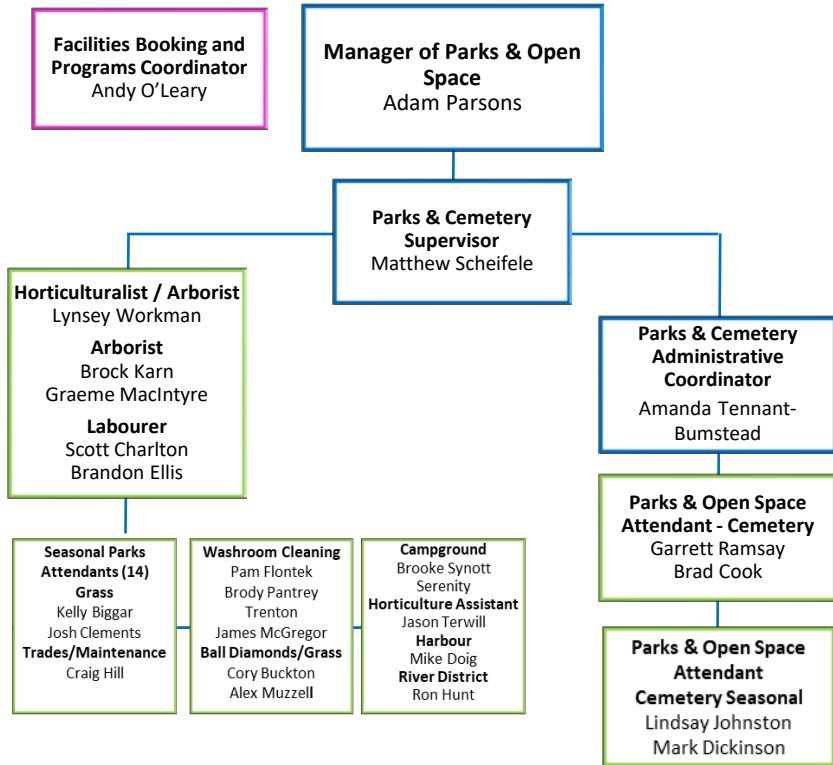 Facilities Booking and
Programs Coordinator
Andy O’Leary
Manager of Parks & Open
Space
Adam Parsons
Parks & Cemetery
Supervisor
Matthew Scheifele
Horticulturalist / Arborist
Lynsey Workman
Arborist
Brock Karn
Graeme MacIntyre
Labourer
Scott Charlton
Brandon Ellis
Parks & Cemetery
Administrative
Coordinator
Amanda Tennant-
Bumstead
Parks & Open Space
Attendant - Cemetery
Garrett Ramsay
Brad Cook
Seasonal Parks
Attendants (14)
Grass
Kelly Biggar
Josh Clements
Trades/Maintenance
Craig Hill
Washroom Cleaning
Pam Flontek
Brody Pantrey
Trenton
James McGregor
Ball Diamonds/Grass
Cory Buckton
Alex Muzzell
Campground
Brooke Synott
Serenity
Horticulture Assistant
Jason Terwill
Harbour
Mike Doig
River District
Ron Hunt
Parks & Open Space
Attendant
Cemetery Seasonal
Lindsay Johnston
Mark Dickinson